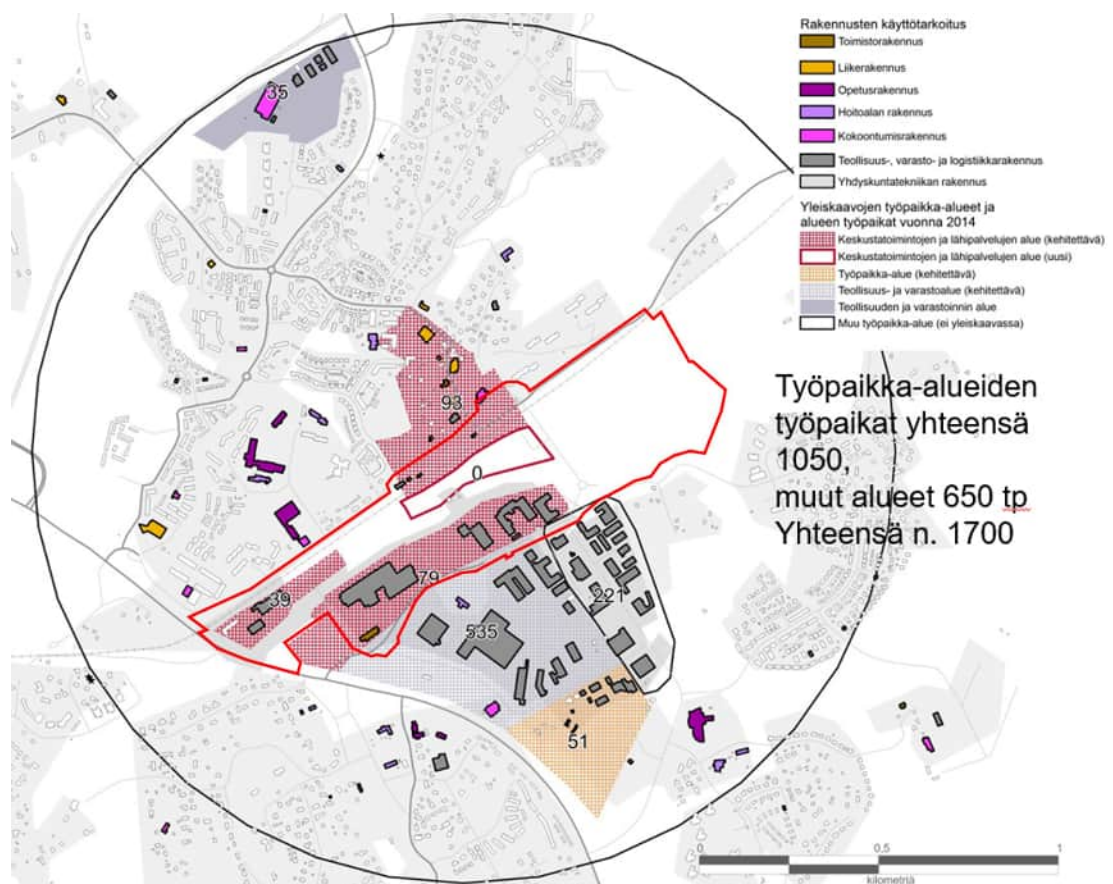 Rakennusten käyttötarkoitus
Toimistorakennus
Liikerakennus
Opetusrakennus
Hoitoalan rakennus
Kokoontumisrakennus
Teollisuus-, varasto- ja logistiikkarakennus
Yhdyskuntatekniikan rakennus
Yleiskaavojen työpaikka-alueet ja
alueen työpaikat vuonna 2014
Keskustatoimintojen ja lähipalvelujen alue (kehitettävä)
Keskustatoimintojen ja lähipalvelujen alue (uusi)
Työpaikka-alue (kehitettävä)
Teollisuus- ja varastoalue (kehitettävä)
Teollisuuden ja varastoinnin alue
Muu työpaikka-alue (ei yleiskaavassa)
Työpaikka-alueiden
työpaikat yhteensä
1050,
muut alueet 650 tp
Yhteensä n. 1700
35
93
0
79
39
221
535
51
0 0.5 1
kilometriä